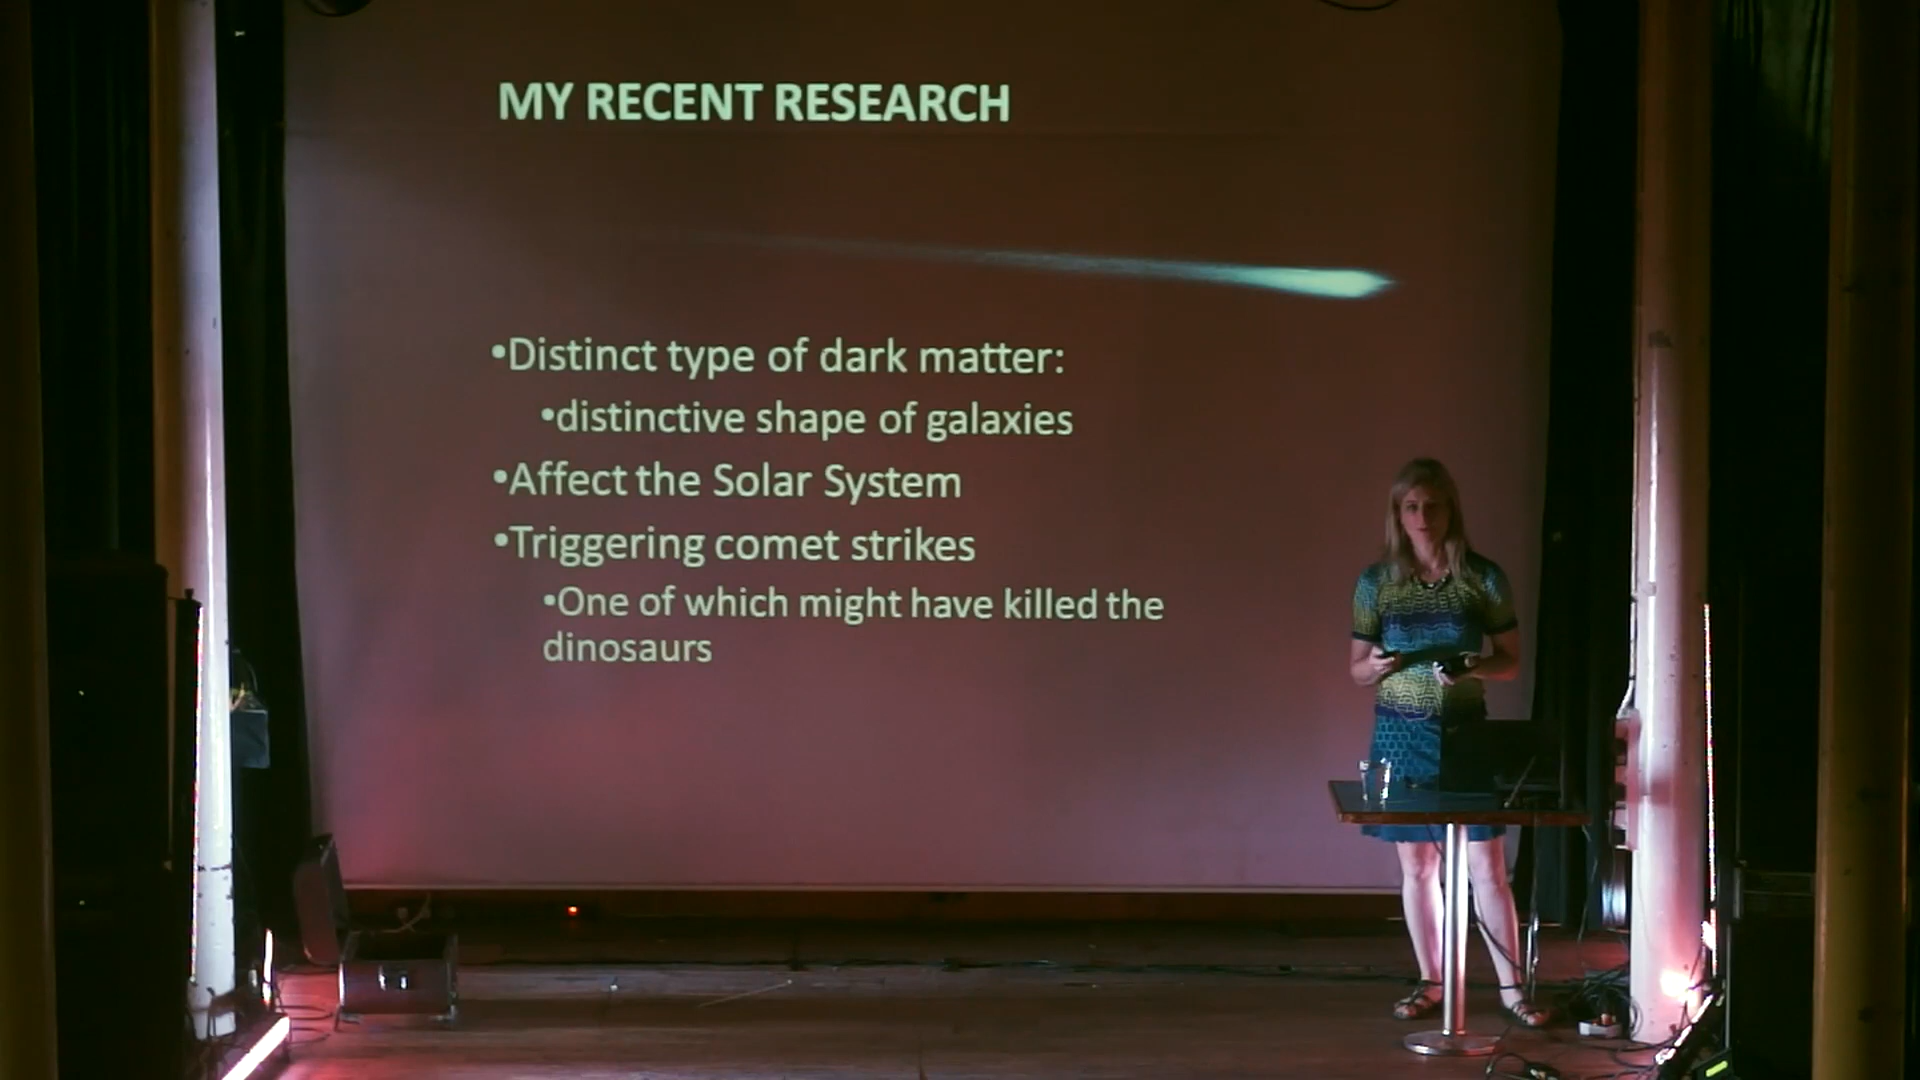 MY RECENT RESEARCH
•Distinct type of dark matter:
•distinctive shape of galaxies
•Affect the Solar System
•Triggering comet strikes
•One of which might have killed the
dinosaurs